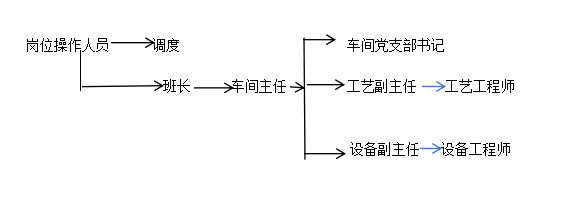 岗位操作人员 调度
车间党支部书记
班长 车间主任 工艺副主任 工艺工程师
设备副主任 设备工程师